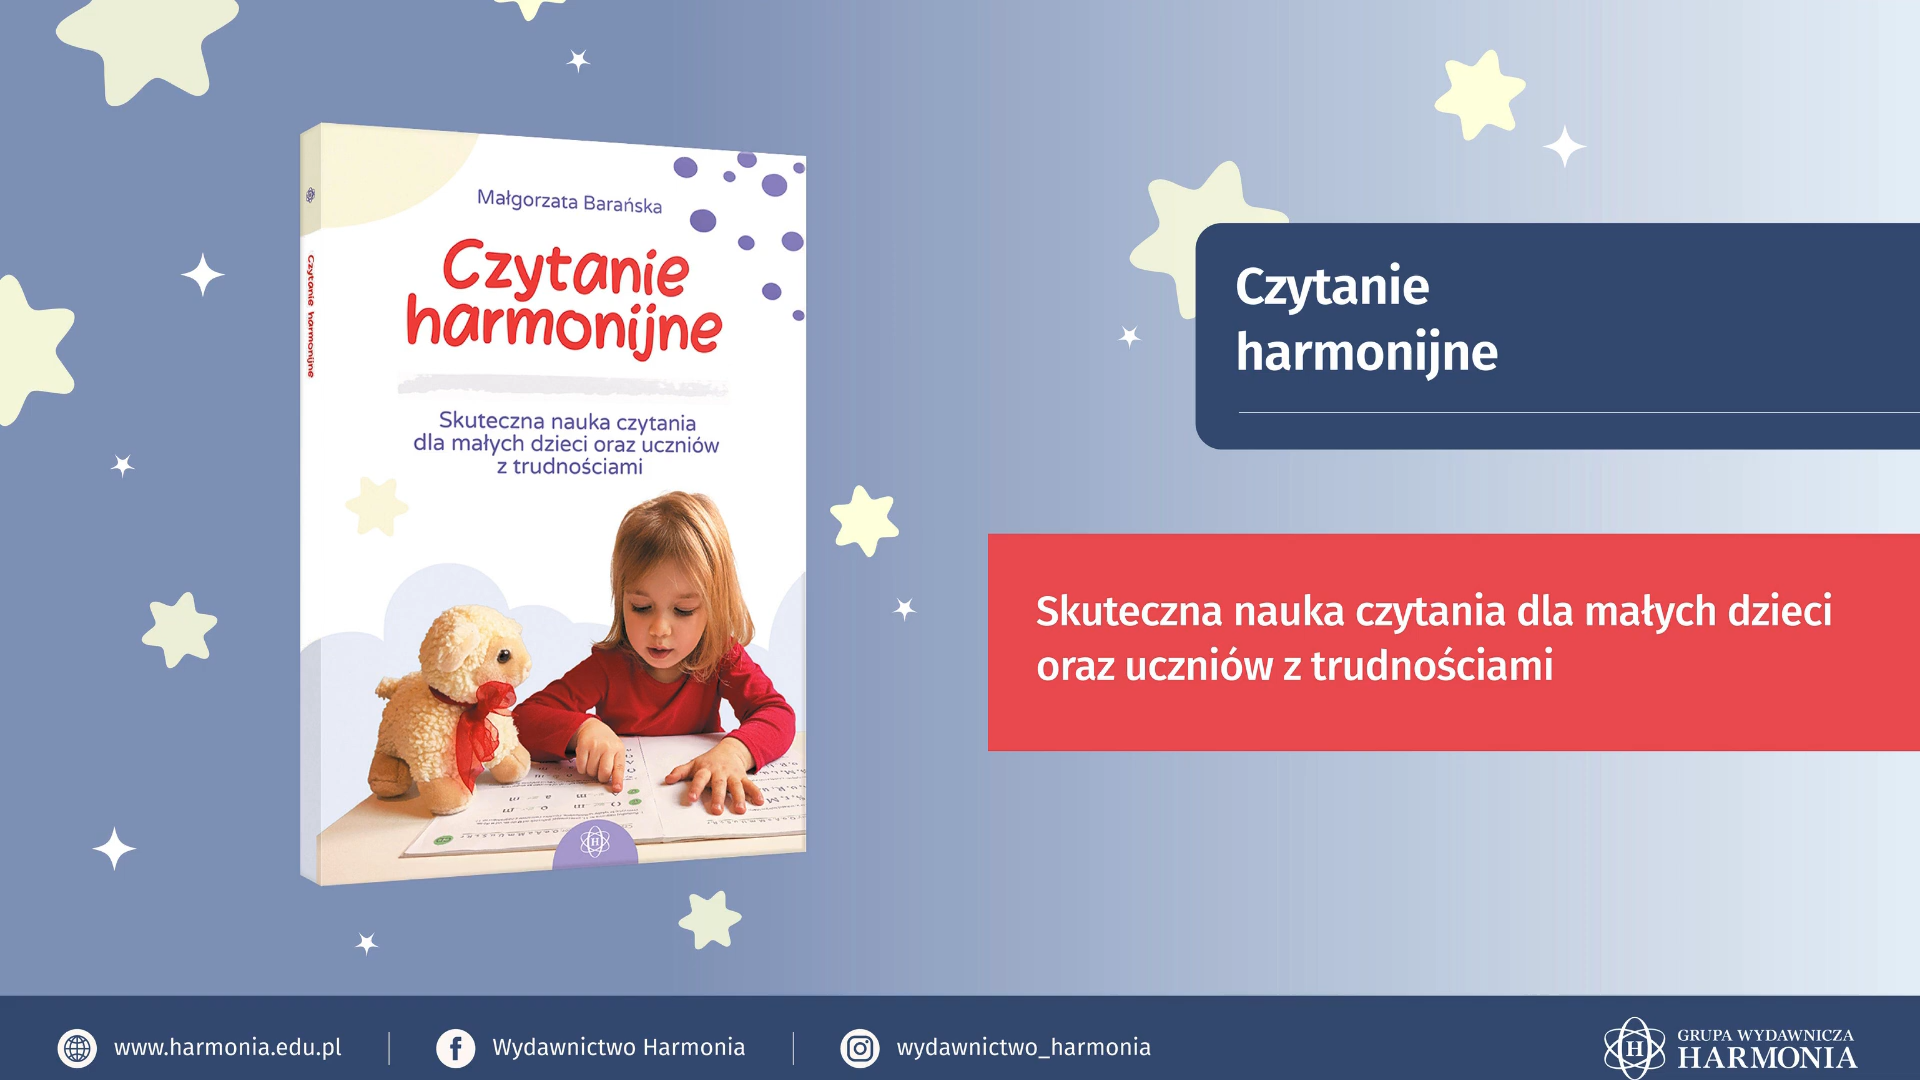 Małgorzata Barańska
Czytanie
harmonijne
Skuteczna nauka czytania
dla małych dzieci oraz uczniów
z trudnościami
Czytanie harmonijne
H
Czytanie
harmonijne
Skuteczna nauka czytania dla małych dzieci
oraz uczniów z trudnościami
www.harmonia.edu.pl
Wydawnictwo Harmonia
wydawnictwo_harmonia
H
GRUPA WYDAWNICZA
HARMONIA